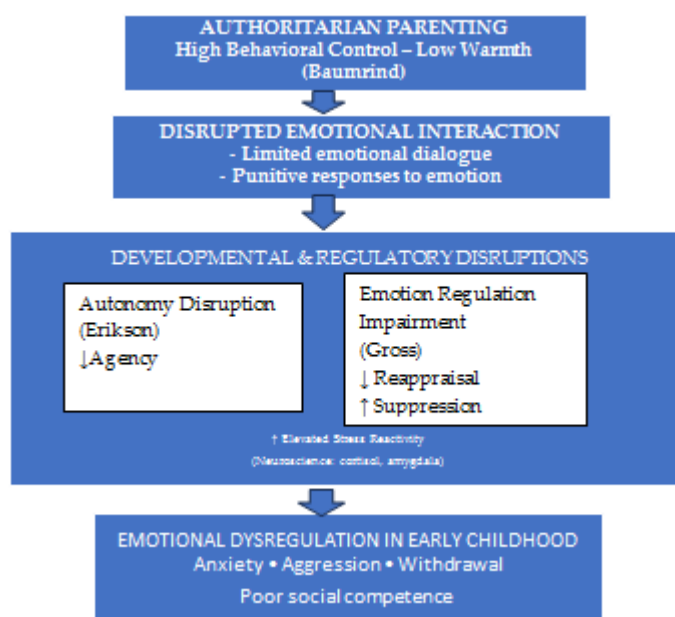 AUTHORITARIAN PARENTING
High Behavioral Control – Low Warmth
(Baumrind)
DISRUPTED EMOTIONAL INTERACTION
- Limited emotional dialogue
- Punitive responses to emotion
DEVELOPMENTAL & REGULATORY DISRUPTIONS
Autonomy Disruption
(Erikson)
↓Agency
Emotion Regulation
Impairment
(Gross)
↓ Reappraisal
↑ Suppression
↑ Elevated Stress Reactivity
(Neuroscience: cortisol, amygdala)
EMOTIONAL DYSREGULATION IN EARLY CHILDHOOD
Anxiety • Aggression • Withdrawal
Poor social competence